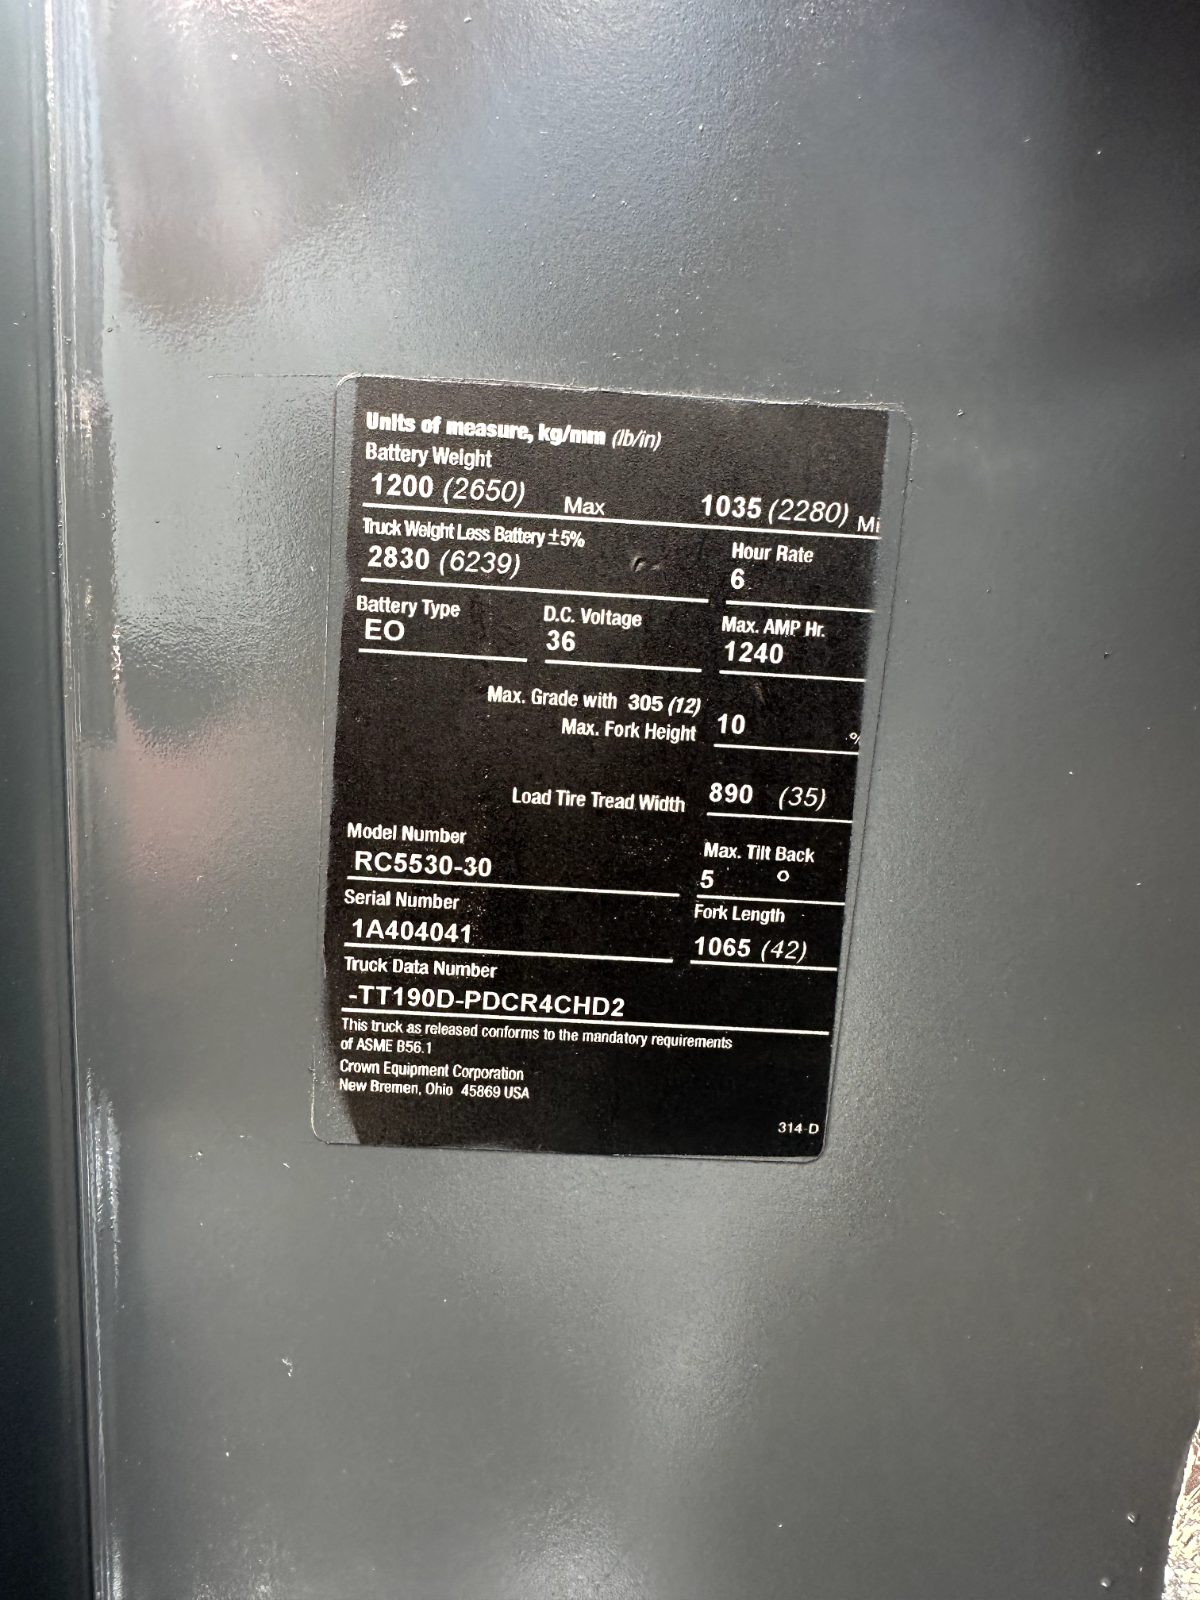 Units of measure, kg/mm (lb/in)
Battery Weight
1200 (2650) Max 1035 (2280) Mi
Truck Weight Less Battery ±5% Hour Rate
2830 (6239) 6
Battery Type D.C. Voltage Max. AMP Hr.
EO 36 1240
Max. Grade with 305 (12)
Max. Fork Height 10 %
Load Tire Tread Width 890 (35)
Model Number Max. Tilt Back
RC5530-30 5 °
Serial Number Fork Length
1A404041 1065 (42)
Truck Data Number
-TT190D-PDCR4CHD2
This truck as released conforms to the mandatory requirements
of ASME B56.1
Crown Equipment Corporation
New Bremen, Ohio 45869 USA
314-D